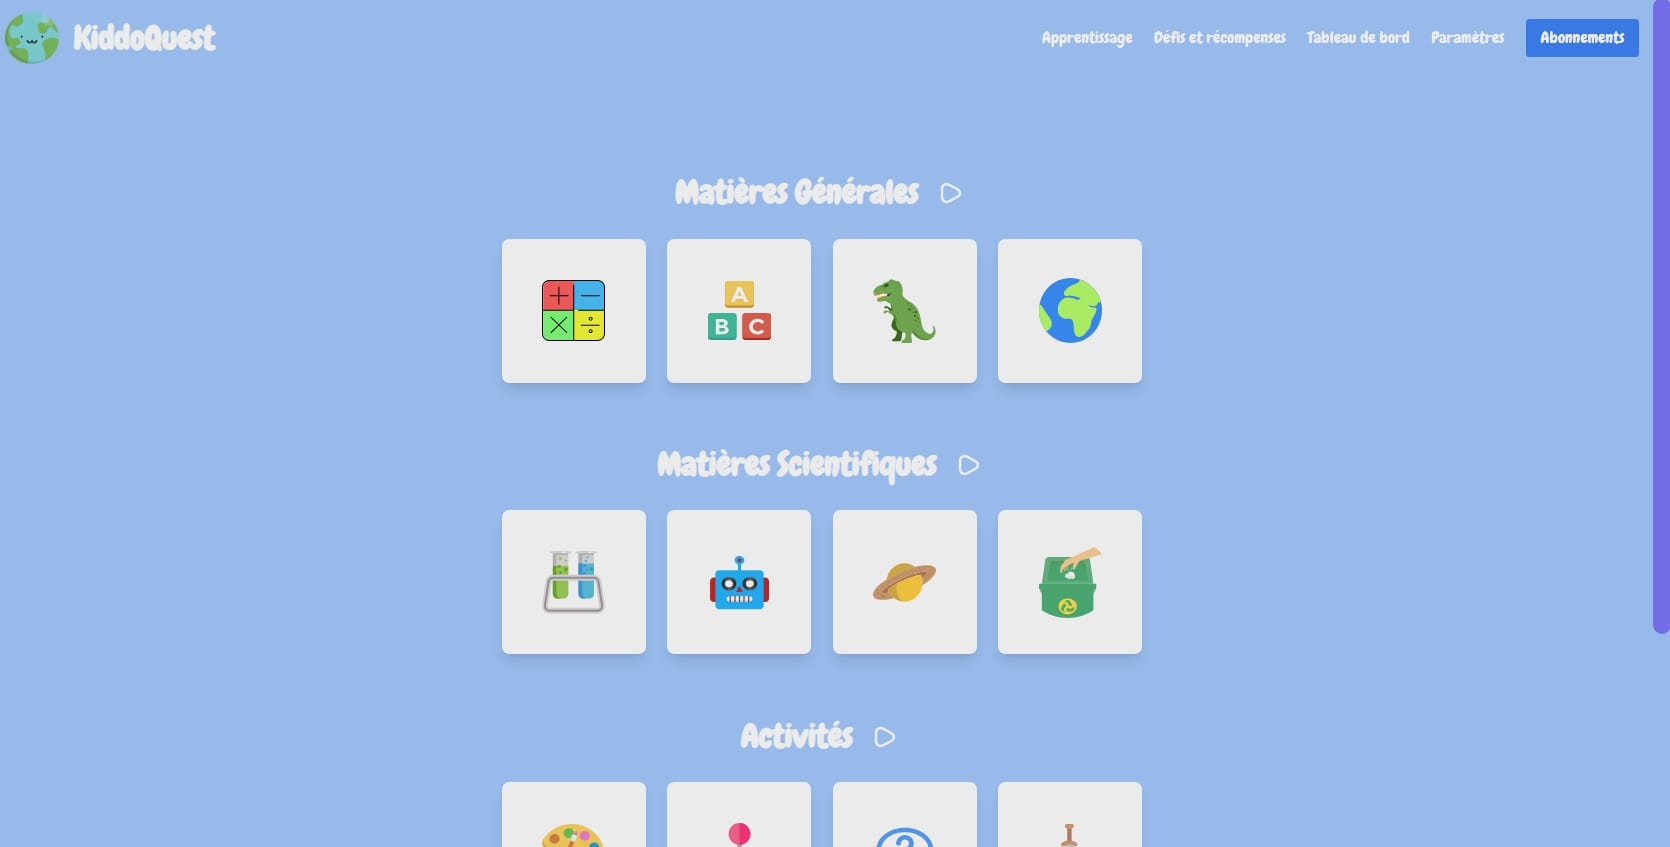 KiddoQuest
Apprentissage
Défis et récompenses
Tableau de bord
Paramètres
Abonnements
Matières Générales
A
B C
Matières Scientifiques
Activités
?